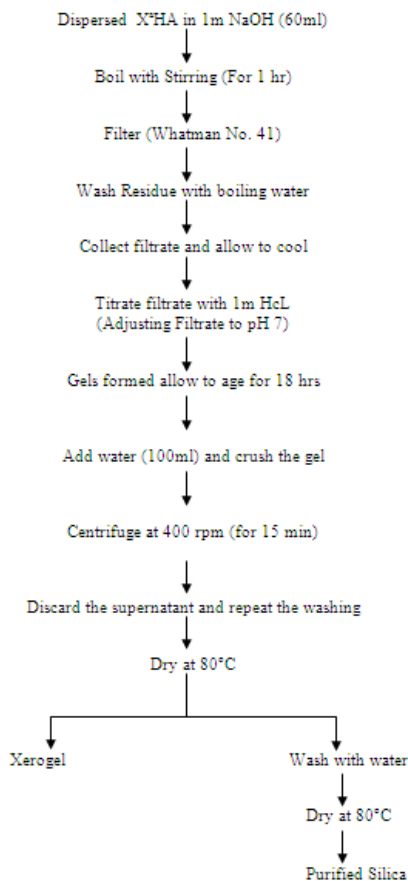 Dispersed X"HA in 1m NaOH (60ml)
Boil with Stirring (For 1 hr)
Filter (Whatman No. 41)
Wash Residue with boiling water
Collect filtrate and allow to cool
Titrate filtrate with 1m HcL
(Adjusting Filtrate to pH 7)
Gels formed allow to age for 18 hrs
Add water (100ml) and crush the gel
Centrifuge at 400 rpm (for 15 min)
Discard the supernatant and repeat the washing
Dry at 80°C
Xerogel
Wash with water
Dry at 80°C
Purified Silica